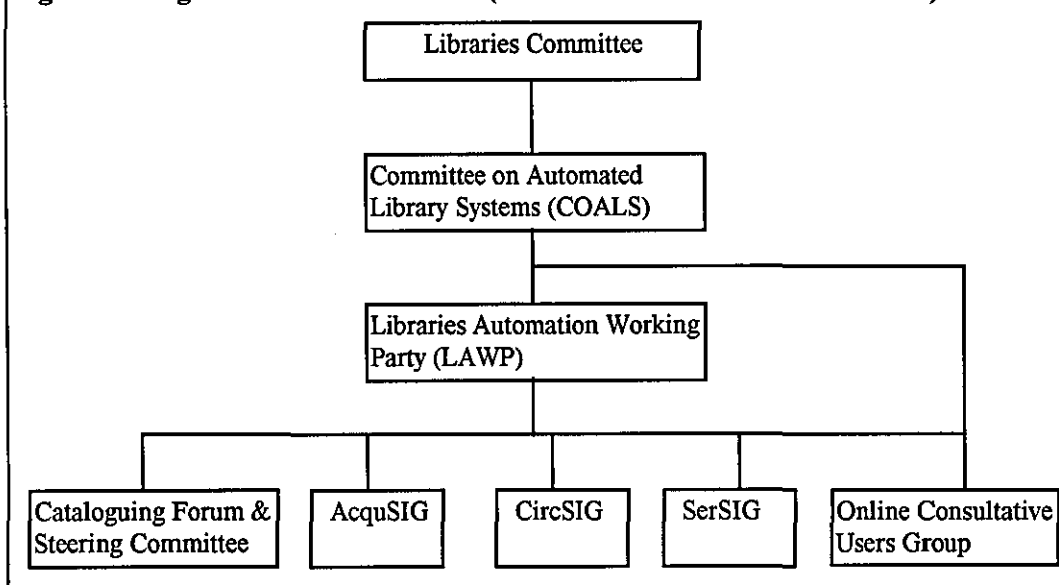 Libraries Committee
Committee on Automated
Library Systems (COALS)
Libraries Automation Working
Party (LAWP)
Cataloguing Forum &
Steering Committee
AcquSIG
CircSIG
SerSIG
Online Consultative
Users Group